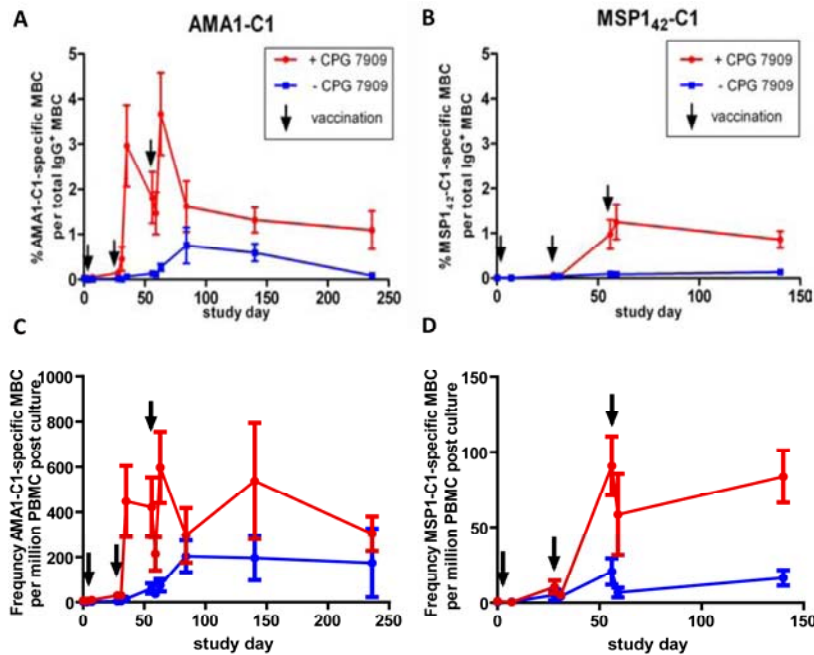 A
AMA1-C1
+ CPG 7909
- CPG 7909
vaccination
%AMA1-C1-specific MBC
per total IgG+ MBC
5
4
3
2
1
0
0 50 100 150 200 250
study day
B
MSP142-C1
+ CPG 7909
- CPG 7909
vaccination
%MSP142-C1-specific MBC
per total IgG+ MBC
5
4
3
2
1
0
0 50 100 150
study day
C
Frequncy AMA1-C1-specific MBC
per million PBMC post culture
1000
800
600
400
200
0
0 50 100 150 200 250
study day
D
Frequncy MSP1-C1-specific MBC
per million PBMC post culture
150
100
50
0
0 50 100 150
study day